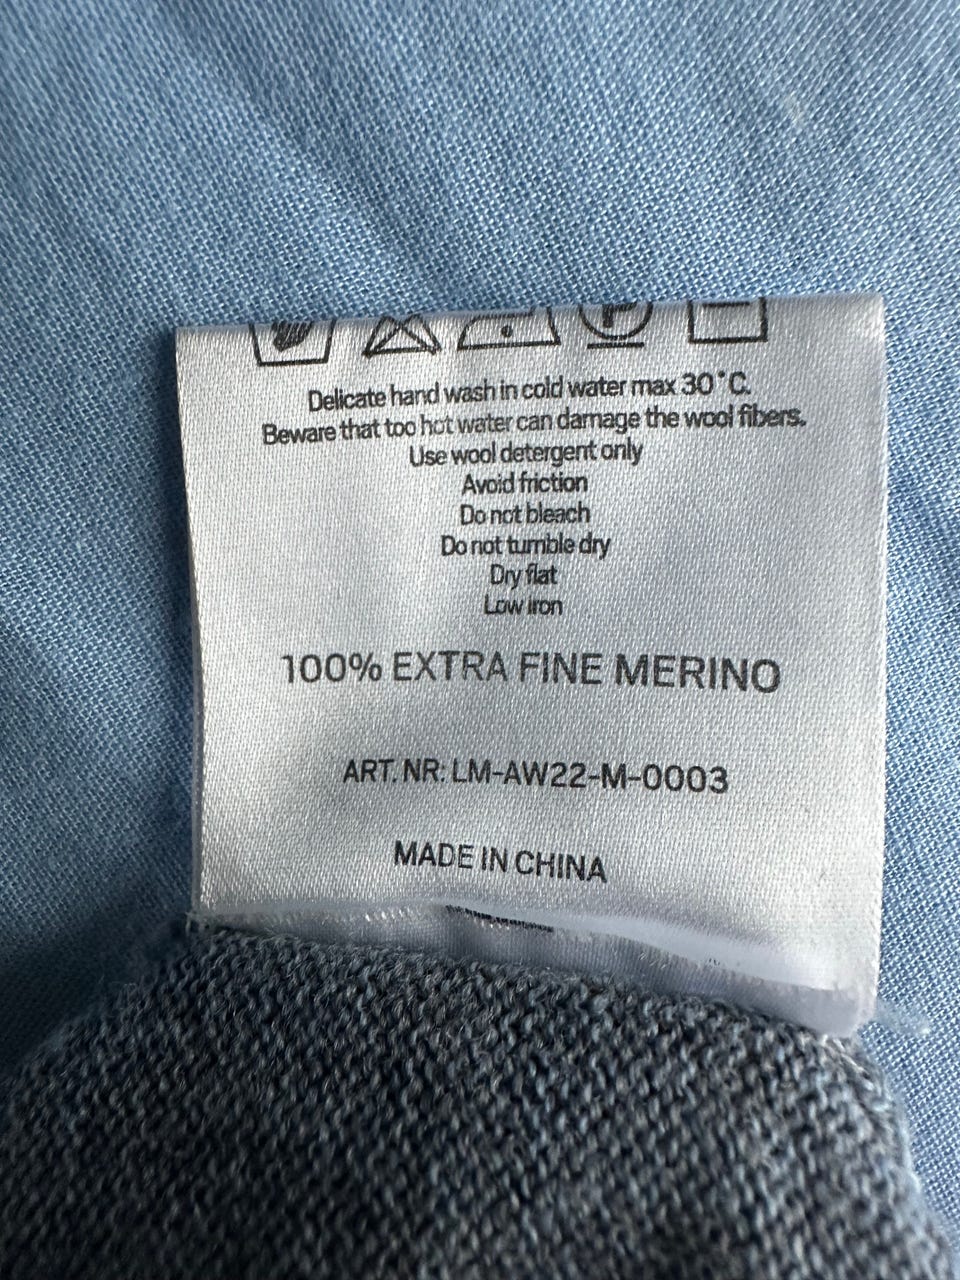 P
Delicate hand wash in cold water max 30°C.
Beware that too hot water can damage the wool fibers.
Use wool detergent only
Avoid friction
Do not bleach
Do not tumble dry
Dry flat
Low iron
100% EXTRA FINE MERINO
ART. NR: LM-AW22-M-0003
MADE IN CHINA